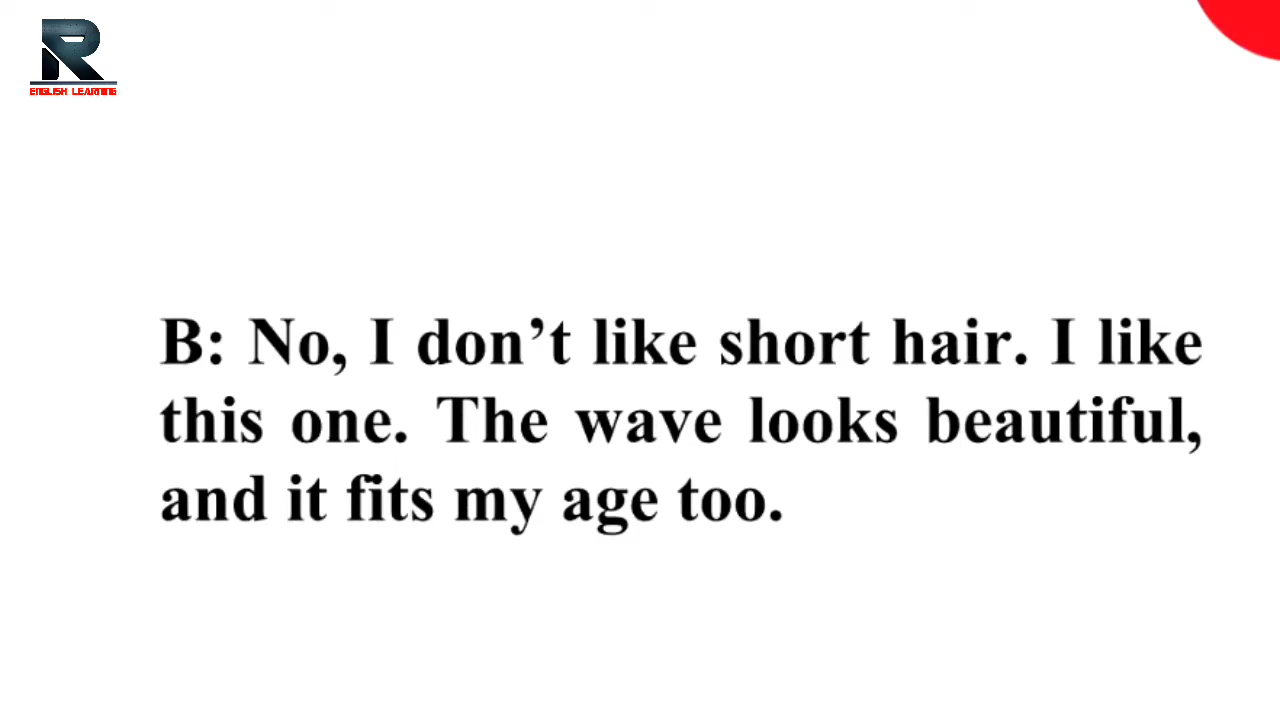 R
ENGLISH LEARNING
B: No, I don’t like short hair. I like
this one. The wave looks beautiful,
and it fits my age too.